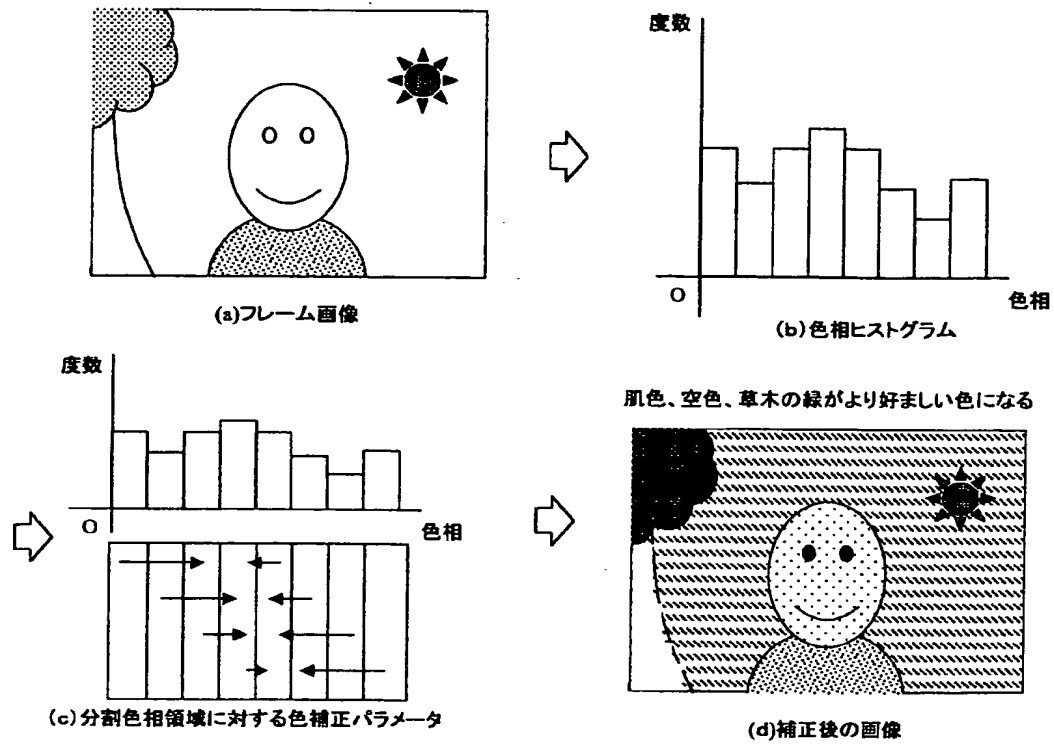 (a)フレーム画像
度数
O
色相
(b)色相ヒストグラム
度数
O
色相
(c)分割色相領域に対する色補正パラメータ
肌色、空色、草木の緑がより好ましい色になる
(d)補正後の画像